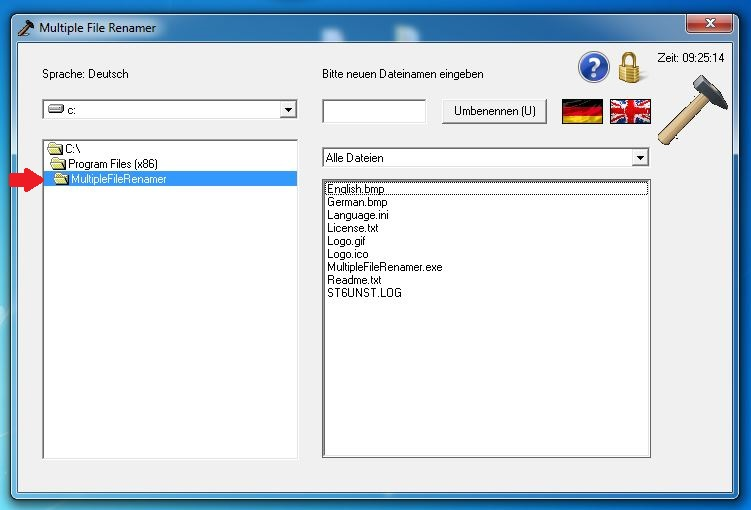 Multiple File Renamer
Zeit: 09:25:14
Sprache: Deutsch
Bitte neuen Dateinamen eingeben
c:
Umbenennen (U)
C:\
Program Files (x86)
MultipleFileRenamer
Alle Dateien
English.bmp
German.bmp
Language.ini
License.txt
Logo.gif
Logo.ico
MultipleFileRenamer.exe
Readme.txt
ST6UNST.LOG